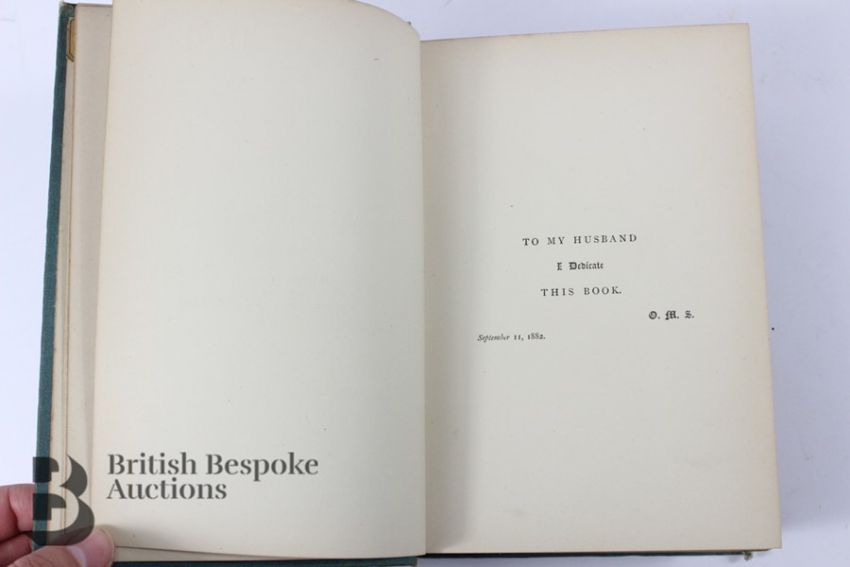 TO MY HUSBAND
I Dedicate
THIS BOOK.
O. M. S.
September 11, 1882.
British Bespoke
Auctions